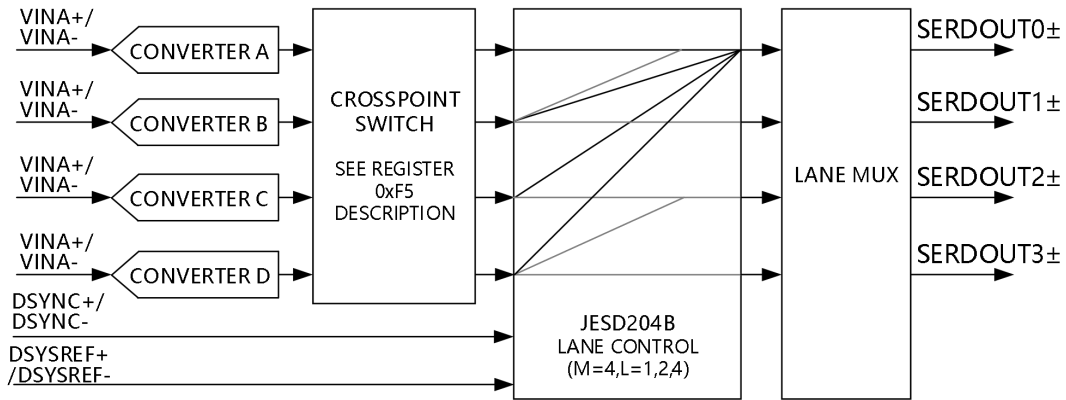 VINA+/
VINA-
CONVERTER A
VINA+/
VINA-
CONVERTER B
VINA+/
VINA-
CONVERTER C
VINA+/
VINA-
CONVERTER D
DSYNC+/
DSYNC-
DSYSREF+
/DSYSREF-
CROSSPOINT
SWITCH
SEE REGISTER
0xF5
DESCRIPTION
JESD204B
LANE CONTROL
(M=4,L=1,2,4)
LANE MUX
SERDOUT0±
SERDOUT1±
SERDOUT2±
SERDOUT3±